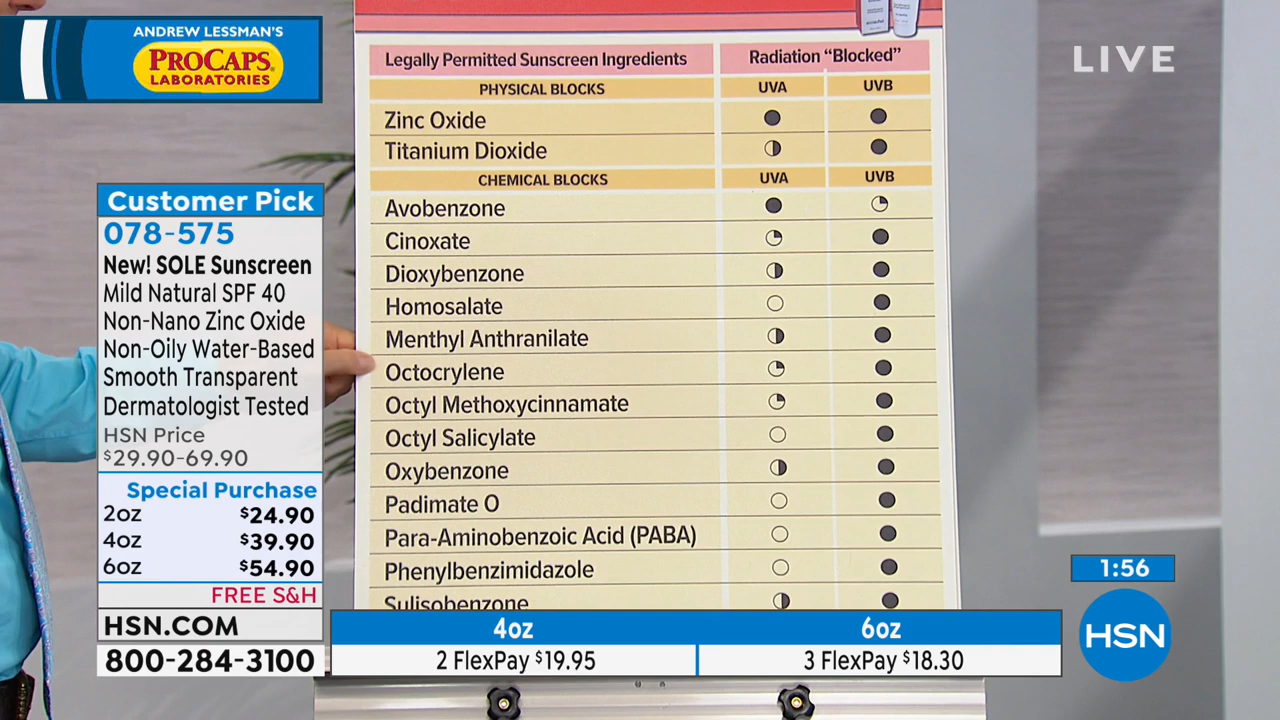 ANDREW LESSMAN'S
PROCAPS
LABORATORIES
LIVE
Legally Permitted Sunscreen Ingredients
Radiation “Blocked”
PHYSICAL BLOCKS
UVA
UVB
Zinc Oxide
Titanium Dioxide
CHEMICAL BLOCKS
UVA
UVB
Avobenzone
Cinoxate
Dioxybenzone
Homosalate
Menthyl Anthranilate
Octocrylene
Octyl Methoxycinnamate
Octyl Salicylate
Oxybenzone
Padimate O
Para-Aminobenzoic Acid (PABA)
Phenylbenzimidazole
Sulisobenzone
Customer Pick
078-575
New! SOLE Sunscreen
Mild Natural SPF 40
Non-Nano Zinc Oxide
Non-Oily Water-Based
Smooth Transparent
Dermatologist Tested
HSN Price
$29.90-69.90
Special Purchase
2oz $24.90
4oz $39.90
6oz $54.90
FREE S&H
HSN.COM
800-284-3100
4oz
6oz
2 FlexPay $19.95
3 FlexPay $18.30
1:56
HSN